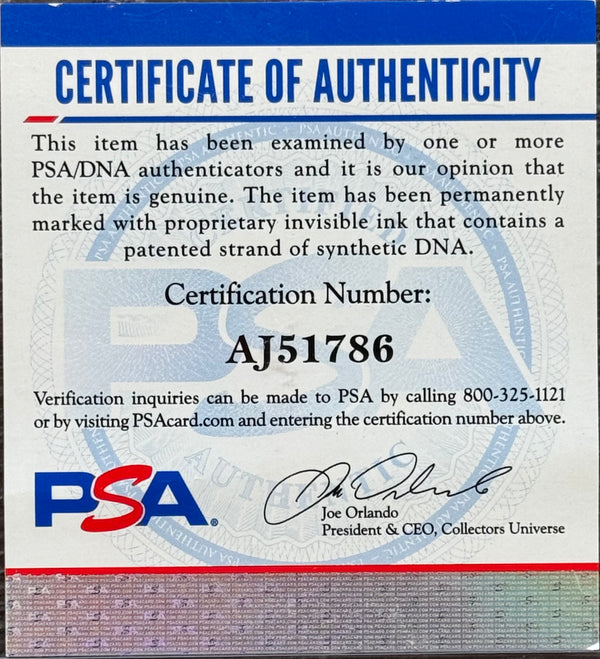 CERTIFICATE OF AUTHENTICITY
This item has been examined by one or more
PSA/DNA authenticators and it is our opinion that
the item is genuine. The item has been permanently
marked with proprietary invisible ink that contains a
patented strand of synthetic DNA.
Certification Number:
AJ51786
Verification inquiries can be made to PSA by calling 800-325-1121
or by visiting PSAcard.com and entering the certification number above.
PSA®
Joe Orlando
President & CEO, Collectors Universe